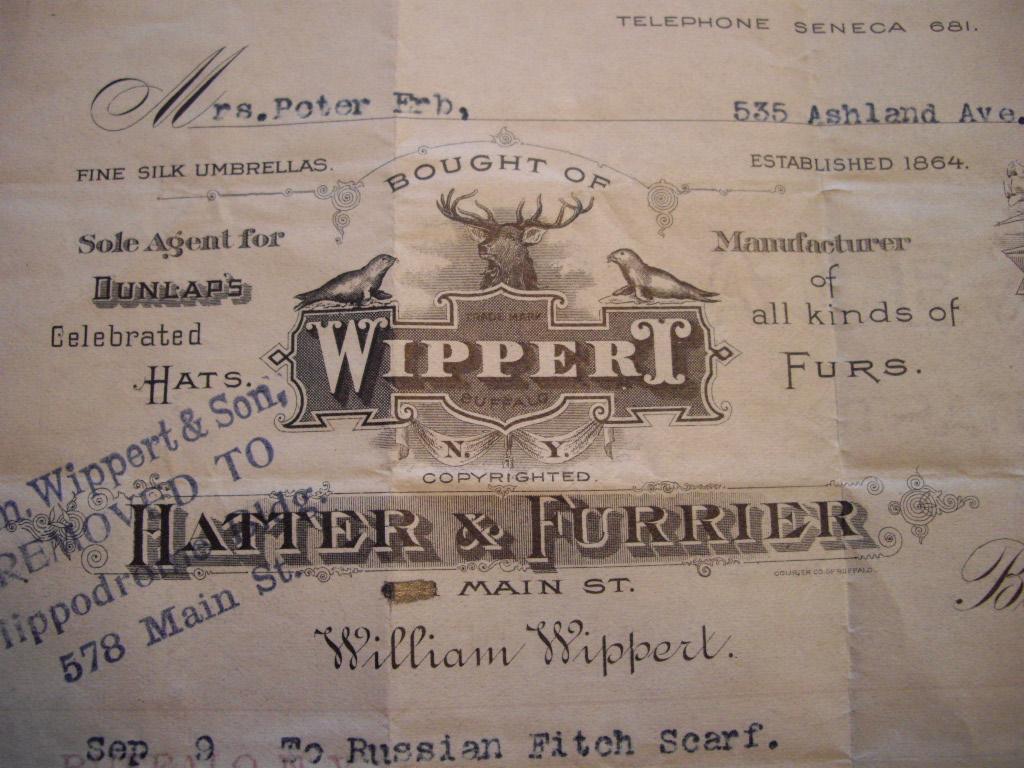 TELEPHONE SENECA 681.
Mrs. Poter Erb, 535 Ashland Ave.
FINE SILK UMBRELLAS.
BOUGHT OF
ESTABLISHED 1864.
Sole Agent for
DUNLAP'S
Celebrated
HATS.
Manufacturer
of
all kinds of
FURS.
TRADE MARK
WIPPERT
BUFFALO
N. Y.
COPYRIGHTED.
HATTER & FURRIER
COURIER CO. OF BUFFALO.
MAIN ST.
William Wippert.
m. Wippert & Son,
REMOVED TO
Hippodrome Bldg.
578 Main St.
Sep 9 To Russian Fitch Scarf.